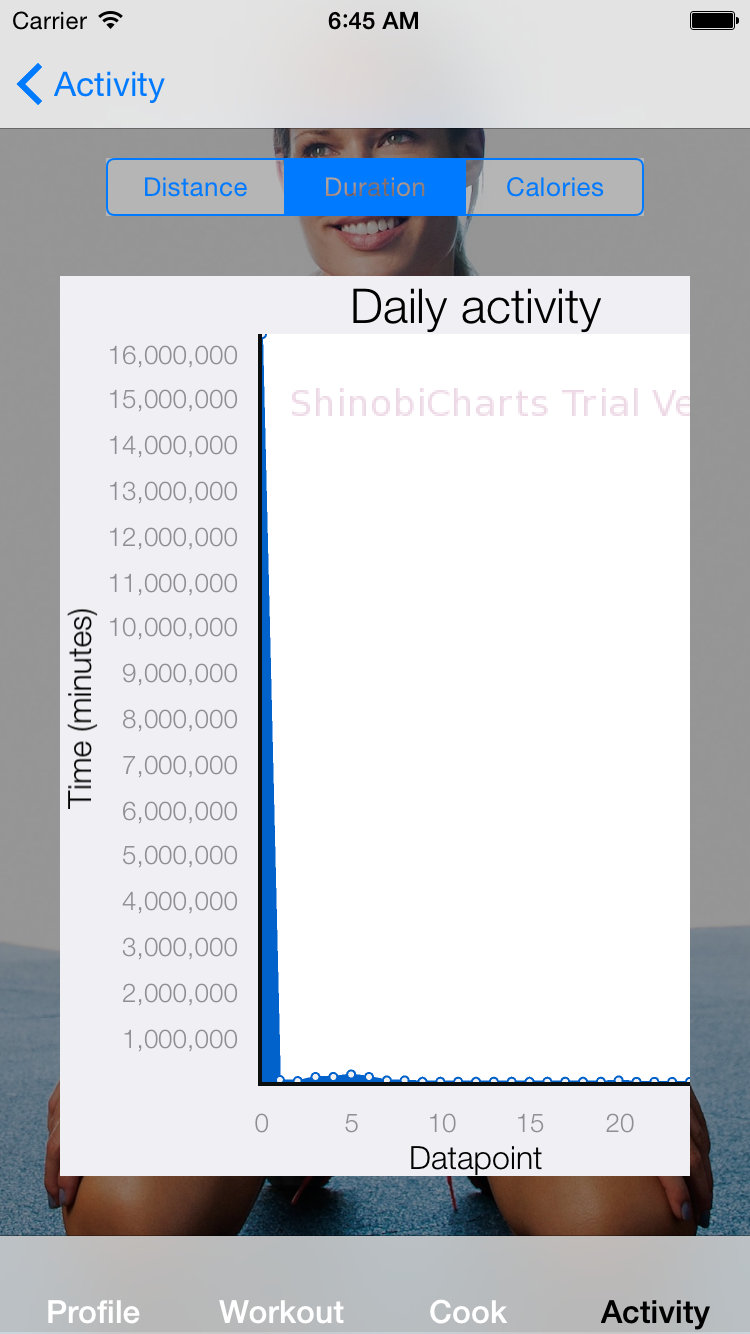 Carrier 6:45 AM
Activity
Distance Duration Calories
Daily activity
ShinobiCharts Trial Ve
16,000,000
15,000,000
14,000,000
13,000,000
12,000,000
11,000,000
10,000,000
9,000,000
8,000,000
7,000,000
6,000,000
5,000,000
4,000,000
3,000,000
2,000,000
1,000,000
Time (minutes)
0 5 10 15 20
Datapoint
Profile Workout Cook Activity